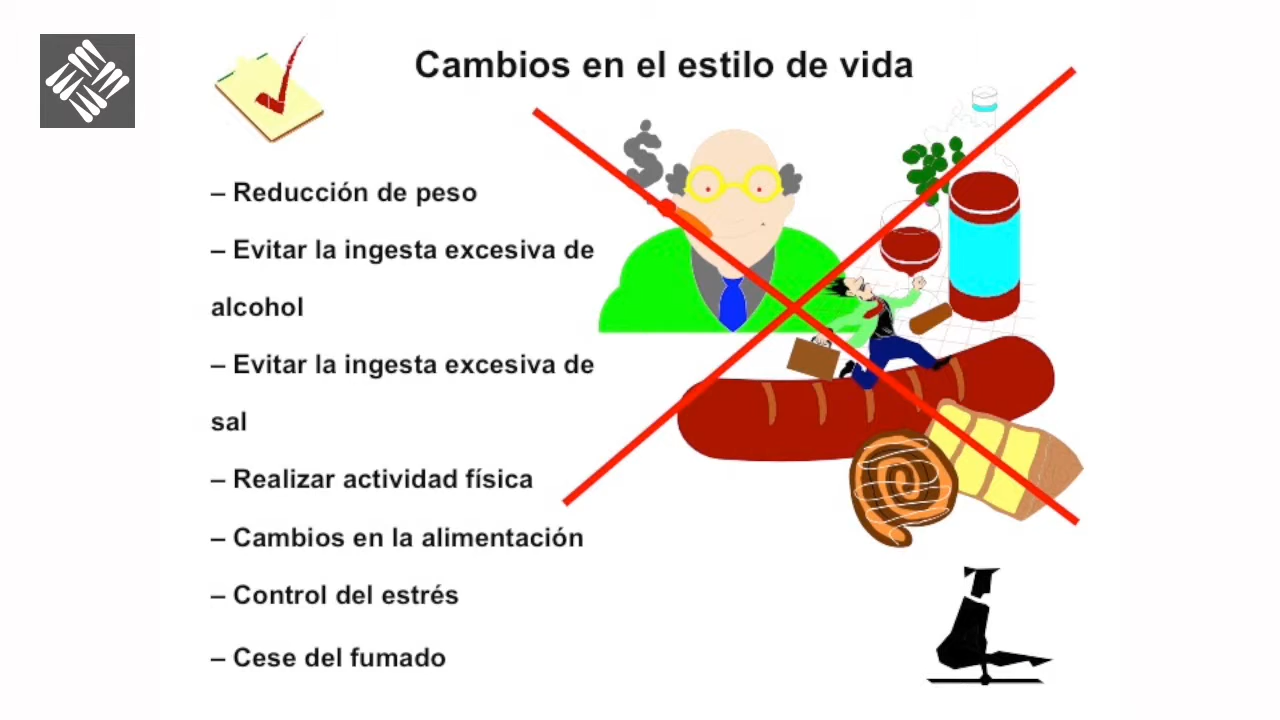 Cambios en el estilo de vida
– Reducción de peso
– Evitar la ingesta excesiva de
alcohol
– Evitar la ingesta excesiva de
sal
– Realizar actividad física
– Cambios en la alimentación
– Control del estrés
– Cese del fumado
$